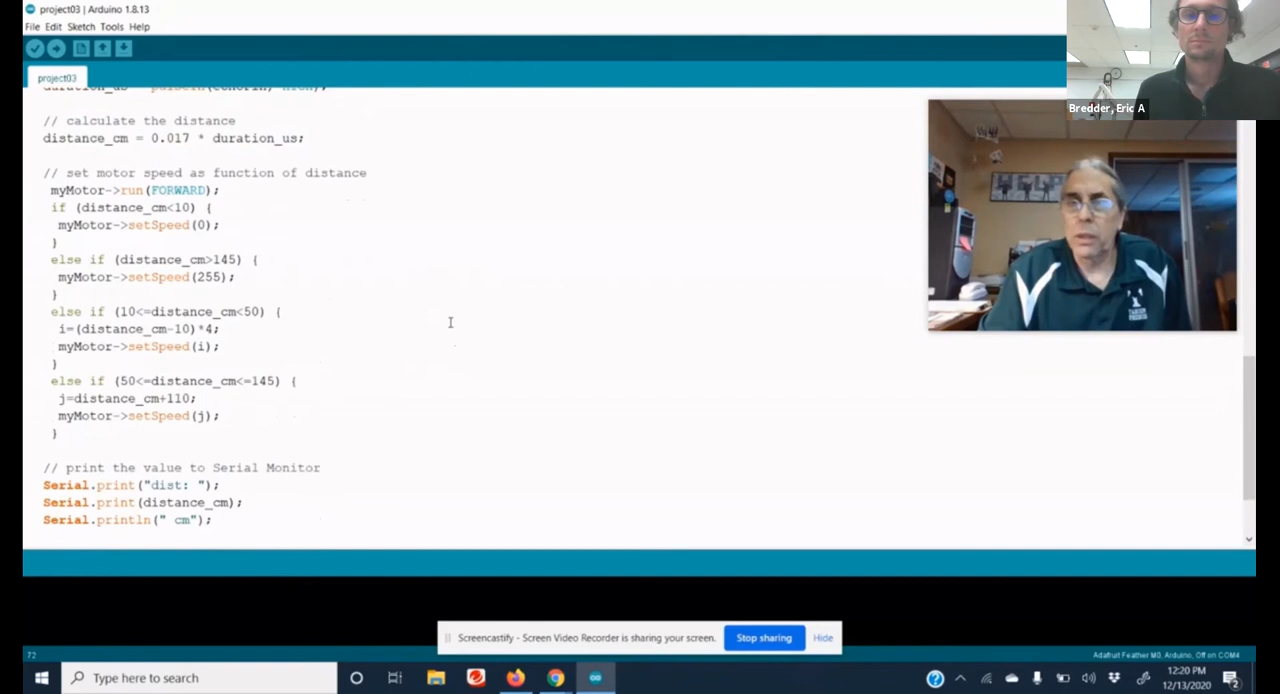 project03 | Arduino 1.8.13
File Edit Sketch Tools Help
project03
// calculate the distance
distance_cm = 0.017 * duration_us;
// set motor speed as function of distance
myMotor->run(FORWARD);
if (distance_cm<10) {
myMotor->setSpeed(0);
}
else if (distance_cm>145) {
myMotor->setSpeed(255);
}
else if (10<=distance_cm<50) {
i=(distance_cm-10)*4;
myMotor->setSpeed(i);
}
else if (50<=distance_cm<=145) {
j=distance_cm+110;
myMotor->setSpeed(j);
}
// print the value to Serial Monitor
Serial.print("dist: ");
Serial.print(distance_cm);
Serial.println(" cm");
Bredder, Eric A
HELP
Screencastify - Screen Video Recorder is sharing your screen.
Stop sharing
Hide
72
Adafruit Feather M0, Arduino, Off on COM4
Type here to search
12:20 PM
12/13/2020
2